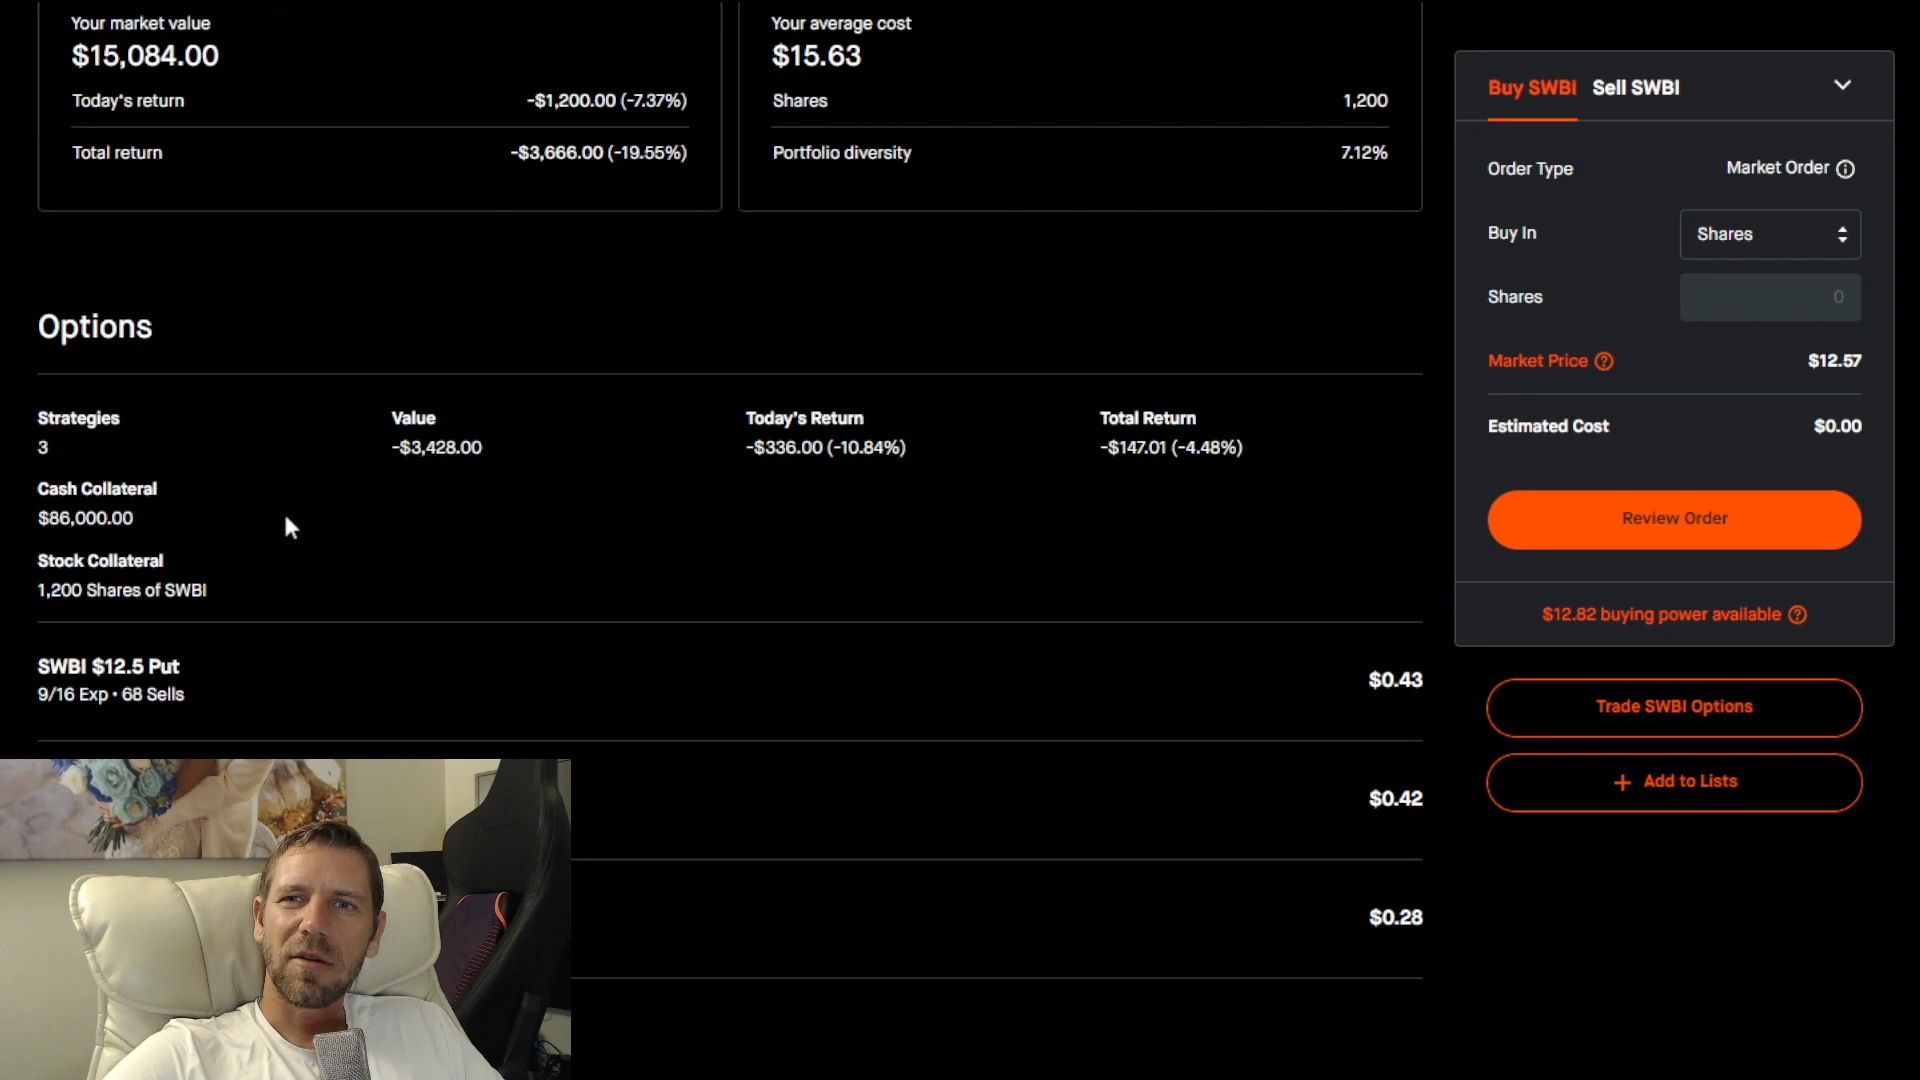 Your market value
$15,084.00
Today's return -$1,200.00 (-7.37%)
Total return -$3,666.00 (-19.55%)
Your average cost
$15.63
Shares 1,200
Portfolio diversity 7.12%
Options
Strategies Value Today's Return Total Return
3 -$3,428.00 -$336.00 (-10.84%) -$147.01 (-4.48%)
Cash Collateral
$86,000.00
Stock Collateral
1,200 Shares of SWBI
SWBI $12.5 Put
9/16 Exp • 68 Sells
$0.43
$0.42
$0.28
Buy SWBI Sell SWBI
Order Type Market Order
Buy In Shares
Shares 0
Market Price $12.57
Estimated Cost $0.00
Review Order
$12.82 buying power available
Trade SWBI Options
+ Add to Lists